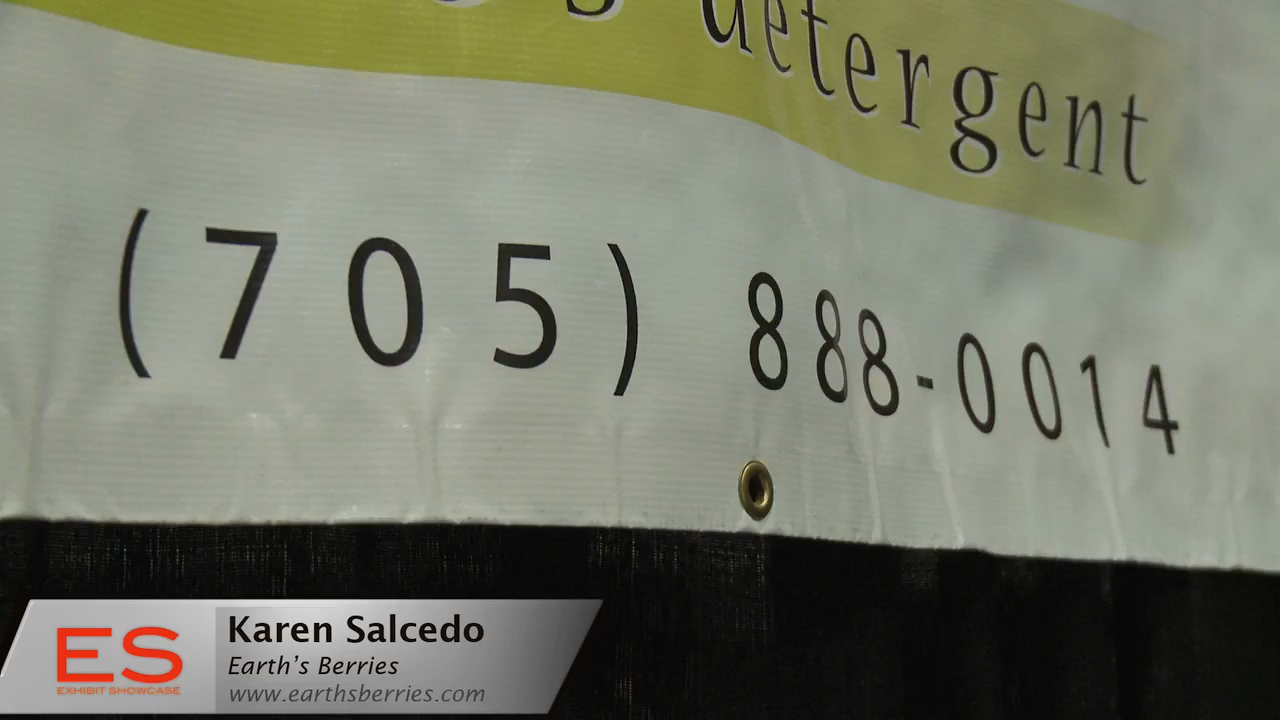 detergent
(705) 888-0014
ES
EXHIBIT SHOWCASE
Karen Salcedo
Earth's Berries
www.earthsberries.com